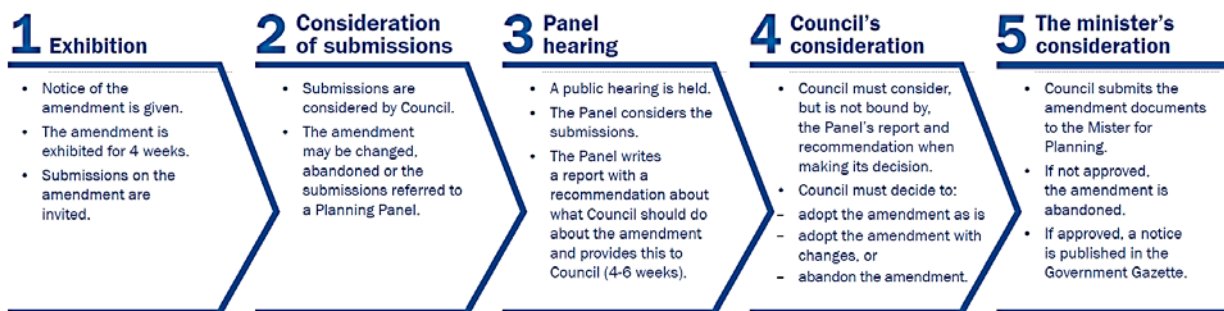 1 Exhibition
• Notice of the
amendment is given.
• The amendment is
exhibited for 4 weeks.
• Submissions on the
amendment are
invited.
2 Consideration
of submissions
• Submissions are
considered by Council.
• The amendment
may be changed,
abandoned or the
submissions referred to
a Planning Panel.
3 Panel
hearing
• A public hearing is held.
• The Panel considers the
submissions.
• The Panel writes
a report with a
recommendation about
what Council should do
about the amendment
and provides this to
Council (4-6 weeks).
4 Council's
consideration
• Council must consider,
but is not bound by,
the Panel's report and
recommendation when
making its decision.
• Council must decide to:
– adopt the amendment as is
– adopt the amendment with
changes, or
– abandon the amendment.
5 The minister's
consideration
• Council submits the
amendment documents
to the Mister for
Planning.
• If not approved,
the amendment is
abandoned.
• If approved, a notice
is published in the
Government Gazette.